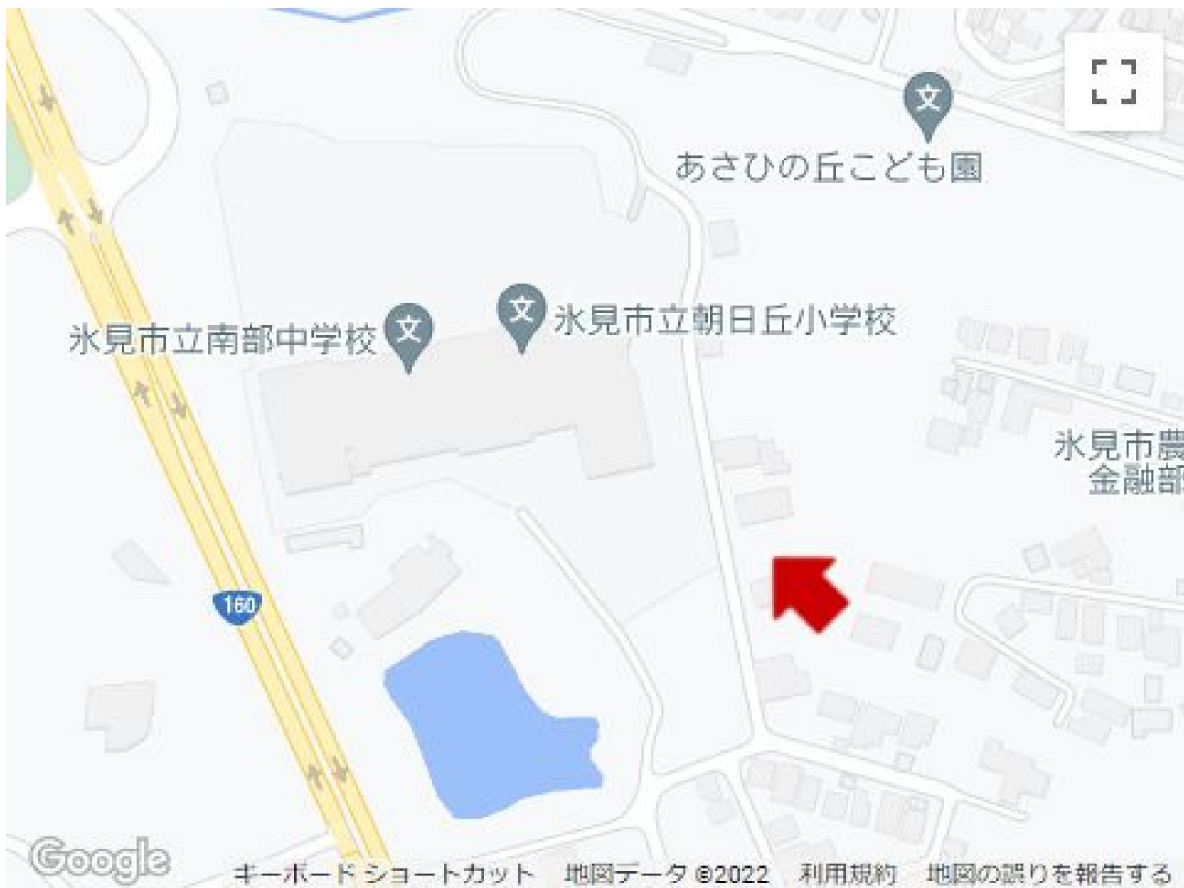 文
あさひの丘こども園
文
氷見市立朝日丘小学校
氷見市立南部中学校
文
氷見市農
金融部
160
Google
キーボード ショートカット
地図データ ©2022
利用規約
地図の誤りを報告する